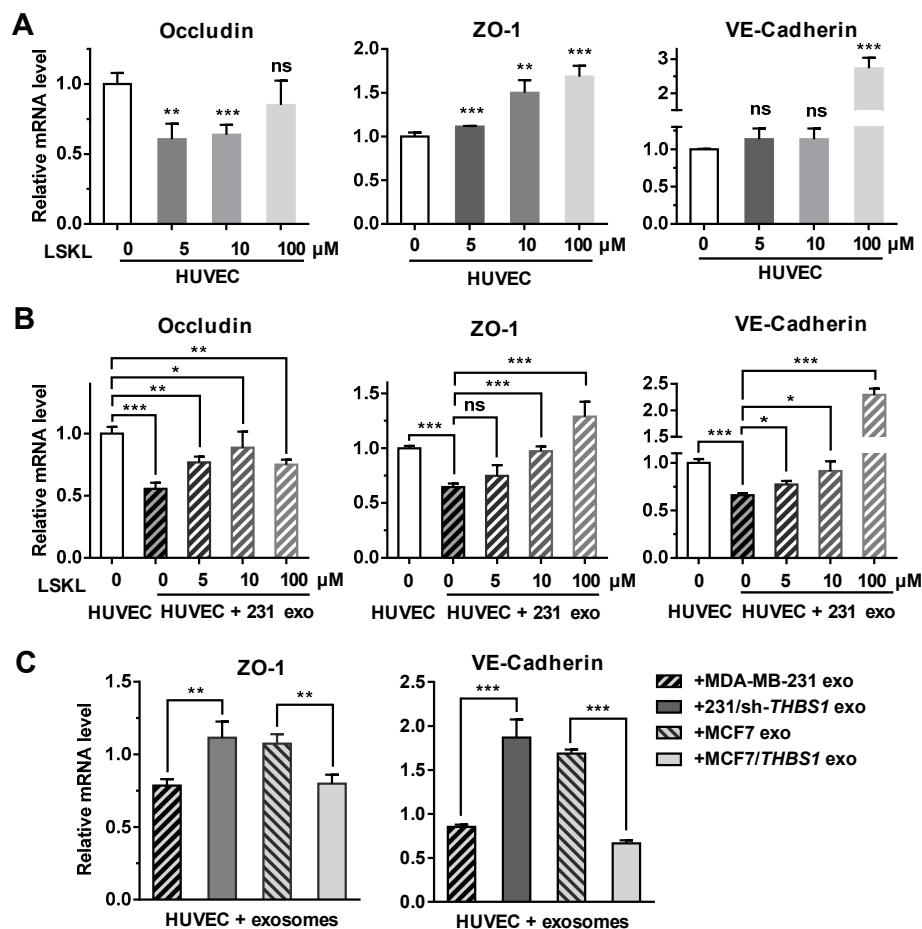 A
Occludin
Relative mRNA level
1.0
0.5
0.0
**
***
ns
LSKL
0 5 10 100 μM
HUVEC
ZO-1
2.0
1.5
1.0
0.5
0.0
***
**
***
0 5 10 100 μM
HUVEC
VE-Cadherin
3
2
1.0
0.5
0.0
ns
ns
***
0 5 10 100 μM
HUVEC
B
Occludin
Relative mRNA level
1.0
0.5
0.0
**
*
**
***
LSKL
0 0 5 10 100 μM
HUVEC HUVEC + 231 exo
ZO-1
1.5
1.0
0.5
0.0
***
***
ns
***
0 0 5 10 100 μM
HUVEC HUVEC + 231 exo
VE-Cadherin
2.5
2.0
1.5
1.0
0.5
0.0
***
*
*
***
0 0 5 10 100 μM
HUVEC HUVEC + 231 exo
C
ZO-1
Relative mRNA level
1.5
1.0
0.5
0.0
**
**
HUVEC + exosomes
VE-Cadherin
2.5
2.0
1.5
1.0
0.5
0.0
***
***
HUVEC + exosomes
+MDA-MB-231 exo
+231/sh-THBS1 exo
+MCF7 exo
+MCF7/THBS1 exo